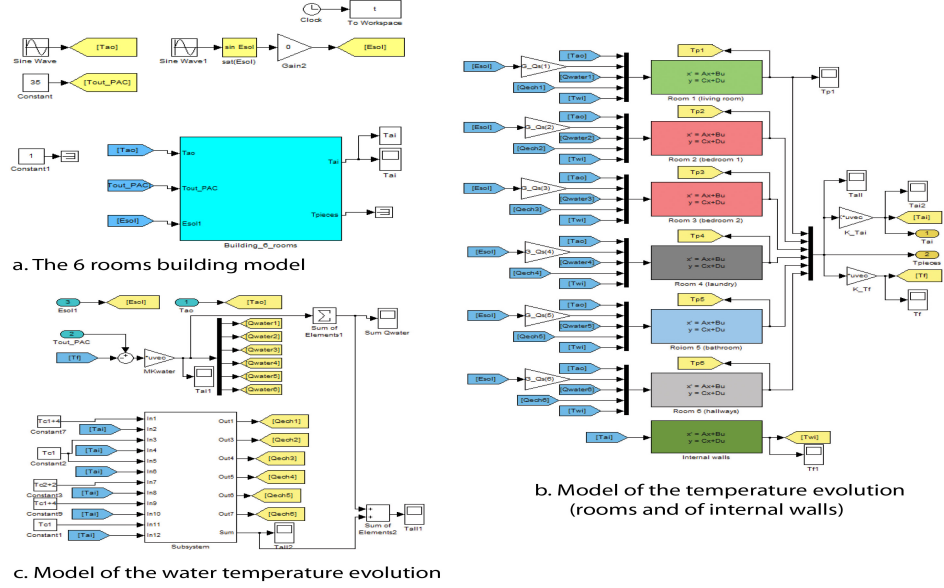 Clock
t
To Workspace
[Tao]
Sine Wave
Sine Wave1
sin Esol
sat(Esol)
0
Gain2
[Esol]
35
Constant
[Tout_PAC]
1
Constant1
[Tao]
Tout_PAC
[Esol]
Tao
Tout_PAC
Esol1
Tai
Tpieces
Building_6_rooms
Tai
Tai
a. The 6 rooms building model
3
Esol1
[Esol]
1
Tao
[Tao]
2
Tout_PAC
[Tf]
*uvec
MKwater
Tai1
[Qwater1]
[Qwater2]
[Qwater3]
[Qwater4]
[Qwater5]
[Qwater6]
Sum of
Elements1
Sum Qwater
Tc1+4
Constant7
[Tai]
Tc1
Constant2
[Tai]
[Tai]
Tc2+2
Constant3
[Tai]
Tc1+4
Constant9
[Tai]
Tc1
Constant1
[Tai]
In1
In2
In3
In4
In5
In6
In7
In8
In9
In10
In11
In12
Out1
Out3
Out4
Out5
Out6
Out7
Sum
Subsystem
[Qech1]
[Qech2]
[Qech3]
[Qech4]
[Qech5]
[Qech6]
Tall2
Sum of
Elements2
Tall1
c. Model of the water temperature evolution
[Esol]
G_Qs(1)
[Tao]
[Qwater1]
[Qech1]
[Twi]
Tp1
x' = Ax+Bu
y = Cx+Du
Room 1 (living room)
Tp1
[Esol]
G_Qs(2)
[Tao]
[Qwater2]
[Qech2]
[Twi]
Tp2
x' = Ax+Bu
y = Cx+Du
Room 2 (bedroom 1)
[Esol]
G_Qs(3)
[Tao]
[Qwater3]
[Qech3]
[Twi]
Tp3
x' = Ax+Bu
y = Cx+Du
Room 3 (bedroom 2)
[Esol]
G_Qs(4)
[Tao]
[Qwater4]
[Qech4]
[Twi]
Tp4
x' = Ax+Bu
y = Cx+Du
Room 4 (laundry)
[Esol]
G_Qs(5)
[Tao]
[Qwater5]
[Qech5]
[Twi]
Tp5
x' = Ax+Bu
y = Cx+Du
Roiom 5 (bathroom)
[Esol]
G_Qs(6)
[Tao]
[Qwater6]
[Qech6]
[Twi]
Tp6
x' = Ax+Bu
y = Cx+Du
Room 6 (hallways)
[Tai]
x' = Ax+Bu
y = Cx+Du
Internal walls
[Twi]
Tf1
Tall
K*uvec
K_Tai
Tai2
[Tai]
1
Tai
2
Tpieces
*uvec
K_Tf
[Tf]
Tf
b. Model of the temperature evolution
(rooms and of internal walls)